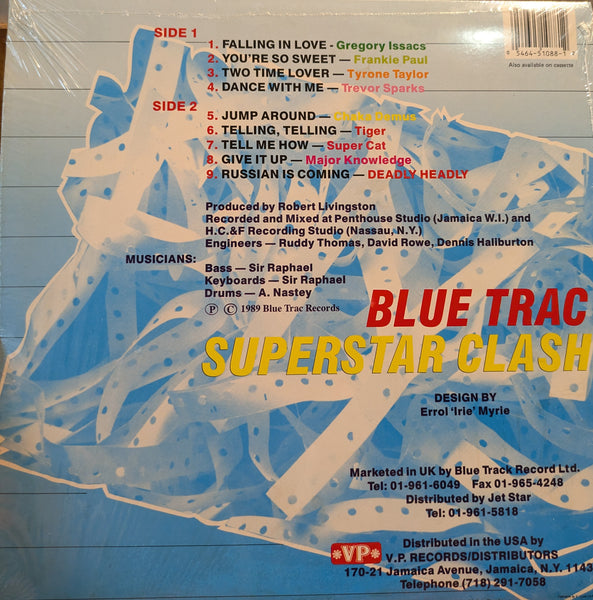 SIDE 1
1. FALLING IN LOVE - Gregory Issacs
2. YOU'RE SO SWEET — Frankie Paul
3. TWO TIME LOVER — Tyrone Taylor
4. DANCE WITH ME — Trevor Sparks
SIDE 2
5. JUMP AROUND — Chaka Demus
6. TELLING, TELLING — Tiger
7. TELL ME HOW — Super Cat
8. GIVE IT UP — Major Knowledge
9. RUSSIAN IS COMING — DEADLY HEADLY
5464-51088-1
Also available on cassette
Produced by Robert Livingston
Recorded and Mixed at Penthouse Studio (Jamaica W.I.) and
H.C.&F Recording Studio (Nassau, N.Y.)
Engineers — Ruddy Thomas, David Rowe, Dennis Haliburton
MUSICIANS:
Bass — Sir Raphael
Keyboards — Sir Raphael
Drums — A. Nastey
Ⓟ © 1989 Blue Trac Records
BLUE TRAC
SUPERSTAR CLASH
DESIGN BY
Errol 'Irie' Myrie
Marketed in UK by Blue Track Record Ltd.
Tel: 01-961-6049 Fax 01-965-4248
Distributed by Jet Star
Tel: 01-961-5818
*VP*
Distributed in the USA by
V.P. RECORDS/DISTRIBUTORS
170-21 Jamaica Avenue, Jamaica, N.Y. 1143
Telephone (718) 291-7058